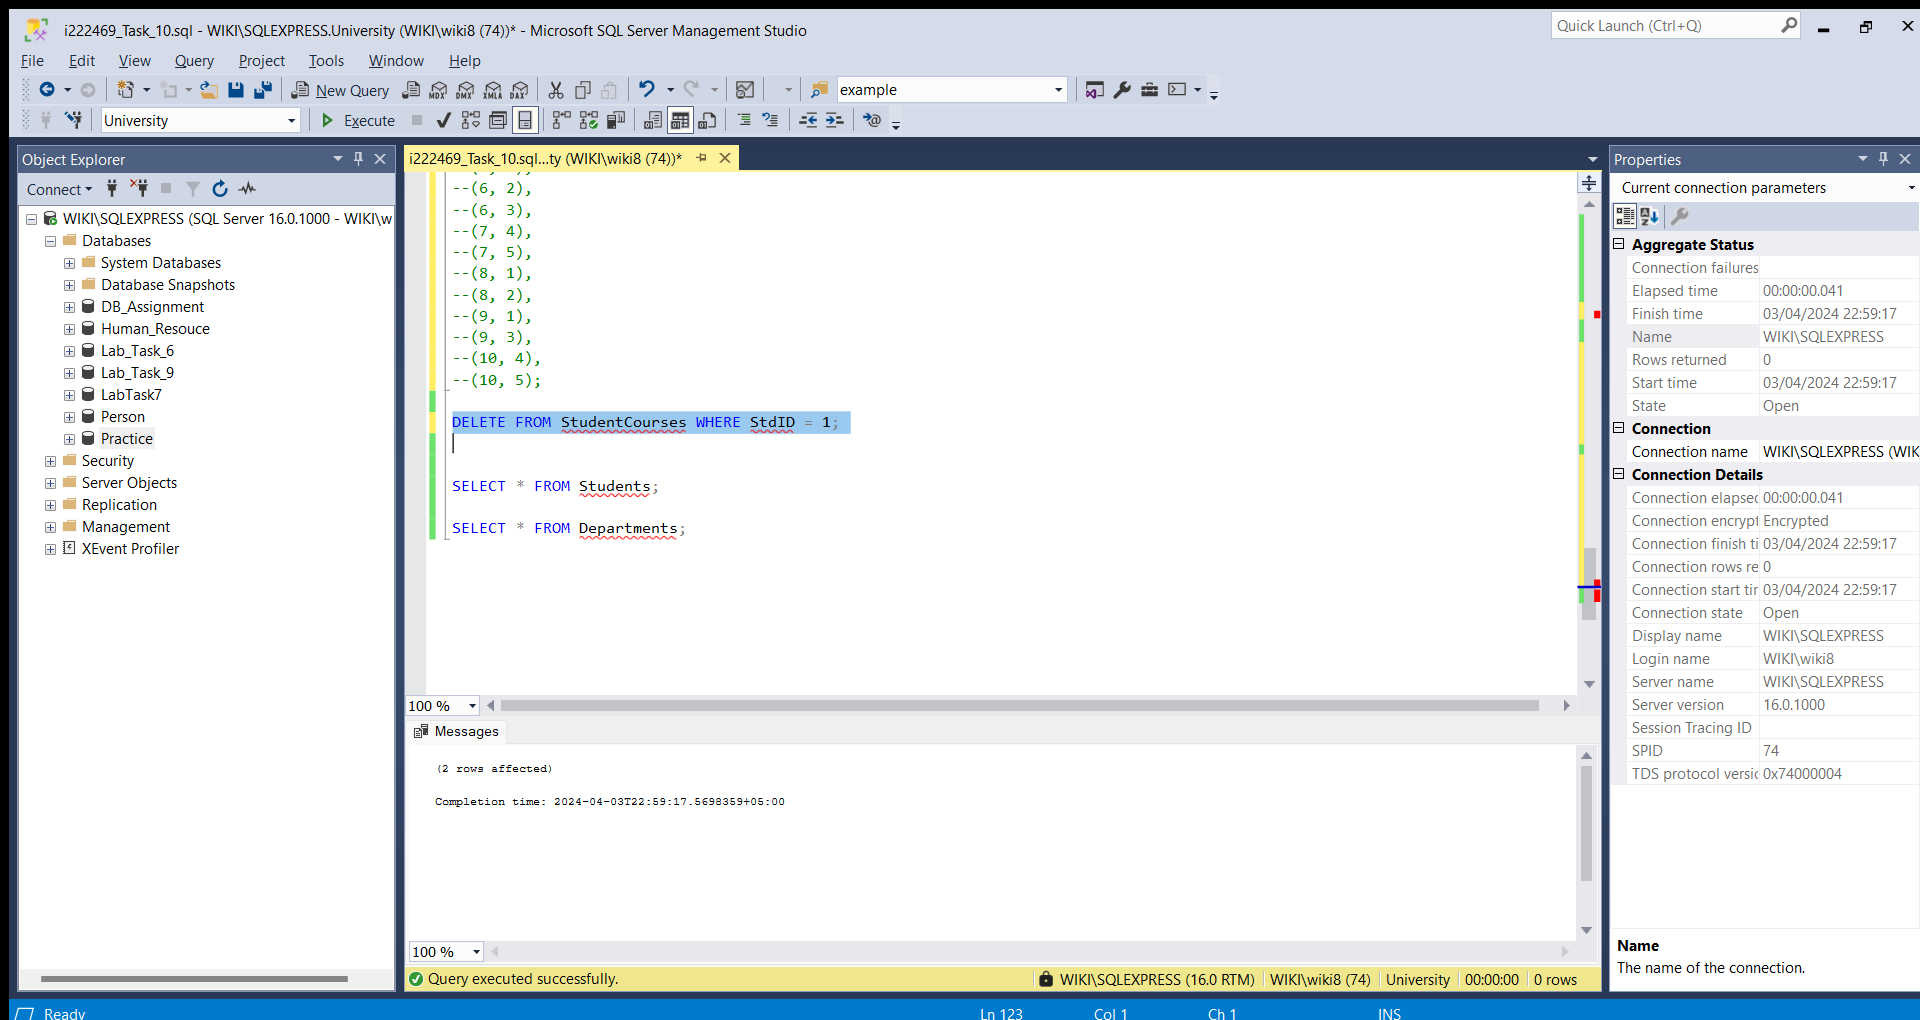 i222469_Task_10.sql - WIKI\SQLEXPRESS.University (WIKI\wiki8 (74))* - Microsoft SQL Server Management Studio
Quick Launch (Ctrl+Q)
File Edit View Query Project Tools Window Help
New Query
MDX DMX XMLA DAX
example
University
Execute
Object Explorer
Connect
WIKI\SQLEXPRESS (SQL Server 16.0.1000 - WIKI\w
Databases
System Databases
Database Snapshots
DB_Assignment
Human_Resouce
Lab_Task_6
Lab_Task_9
LabTask7
Person
Practice
Security
Server Objects
Replication
Management
XEvent Profiler
i222469_Task_10.sql...ty (WIKI\wiki8 (74))*
--(6, 2),
--(6, 3),
--(7, 4),
--(7, 5),
--(8, 1),
--(8, 2),
--(9, 1),
--(9, 3),
--(10, 4),
--(10, 5);
DELETE FROM StudentCourses WHERE StdID = 1;
SELECT * FROM Students;
SELECT * FROM Departments;
100 %
Messages
(2 rows affected)
Completion time: 2024-04-03T22:59:17.5698359+05:00
100 %
Query executed successfully.
WIKI\SQLEXPRESS (16.0 RTM) WIKI\wiki8 (74) University 00:00:00 0 rows
Properties
Current connection parameters
Aggregate Status
Connection failures
Elapsed time 00:00:00.041
Finish time 03/04/2024 22:59:17
Name WIKI\SQLEXPRESS
Rows returned 0
Start time 03/04/2024 22:59:17
State Open
Connection
Connection name WIKI\SQLEXPRESS (WIK
Connection Details
Connection elapsec 00:00:00.041
Connection encrypt Encrypted
Connection finish ti 03/04/2024 22:59:17
Connection rows re 0
Connection start tir 03/04/2024 22:59:17
Connection state Open
Display name WIKI\SQLEXPRESS
Login name WIKI\wiki8
Server name WIKI\SQLEXPRESS
Server version 16.0.1000
Session Tracing ID
SPID 74
TDS protocol versic 0x74000004
Name
The name of the connection.
Ready
Ln 123 Col 1 Ch 1 INS